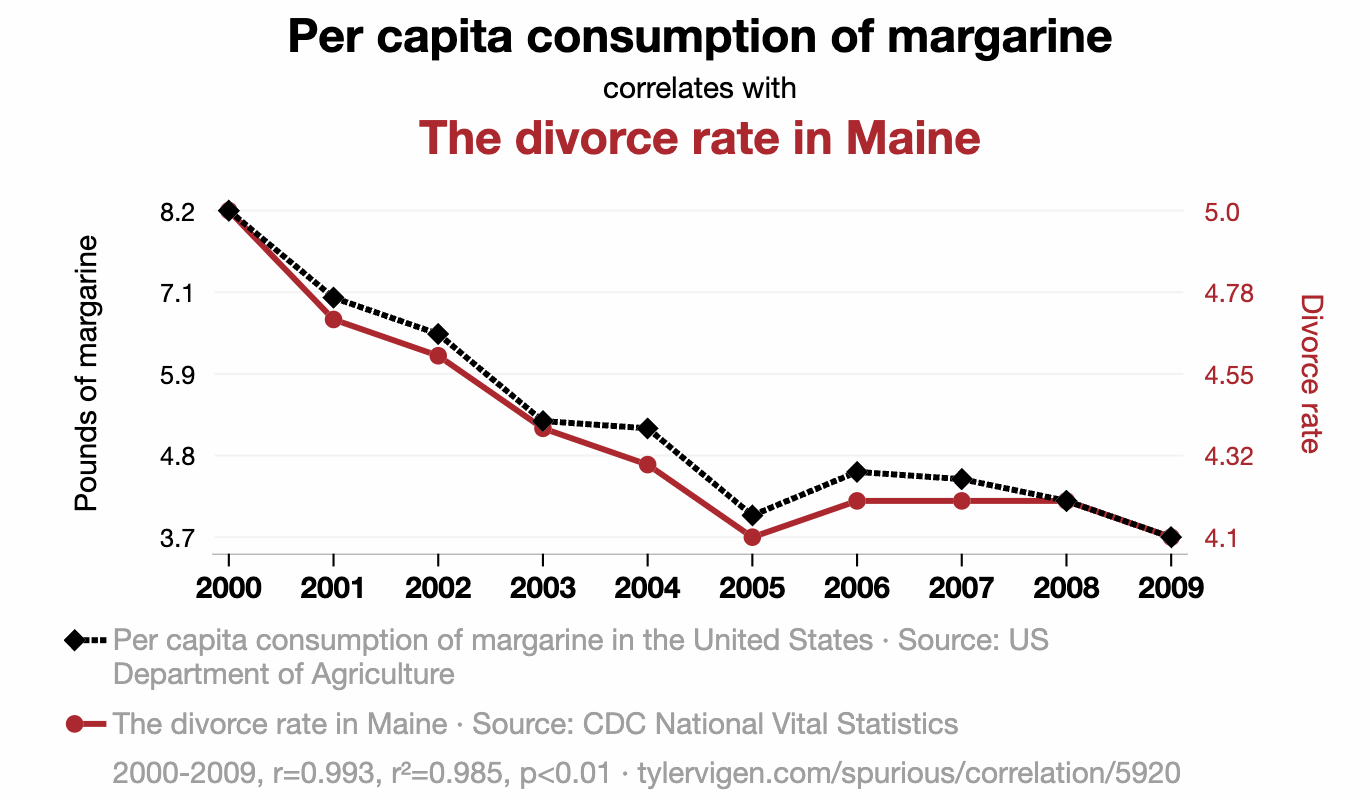 Per capita consumption of margarine
correlates with
The divorce rate in Maine
Pounds of margarine
8.2
7.1
5.9
4.8
3.7
5.0
4.78
4.55
4.32
4.1
Divorce rate
2000 2001 2002 2003 2004 2005 2006 2007 2008 2009
Per capita consumption of margarine in the United States · Source: US
Department of Agriculture
The divorce rate in Maine · Source: CDC National Vital Statistics
2000-2009, r=0.993, r²=0.985, p<0.01 · tylervigen.com/spurious/correlation/5920